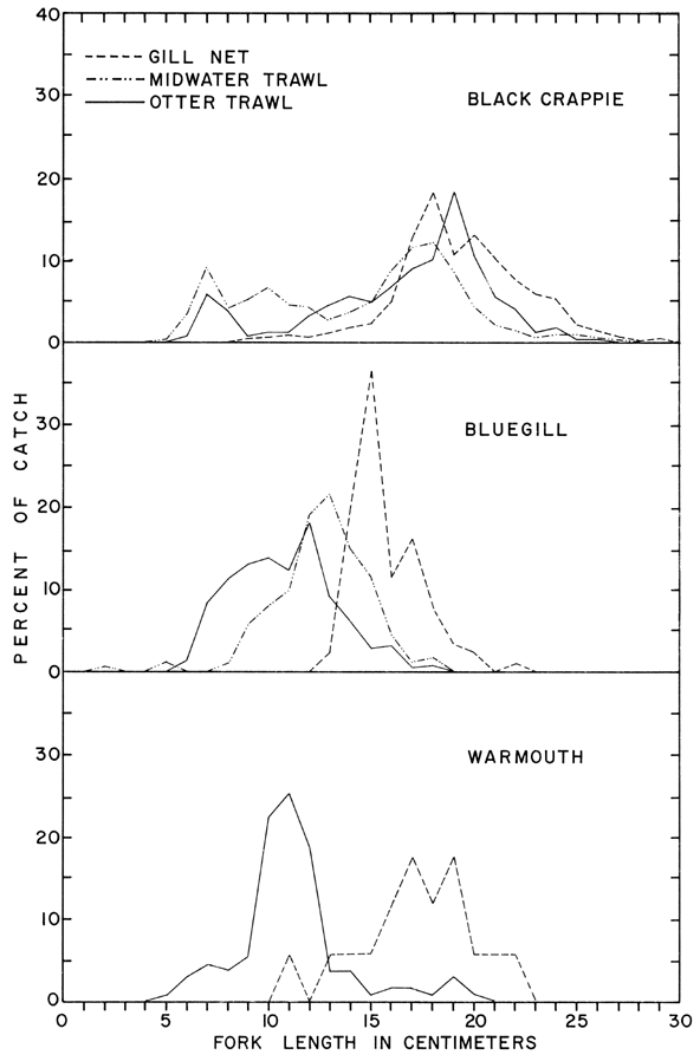 40
GILL NET
MIDWATER TRAWL
OTTER TRAWL
BLACK CRAPPIE
30
20
10
0
BLUEGILL
30
20
10
0
WARMOUTH
30
20
10
0
PERCENT OF CATCH
0 5 10 15 20 25 30
FORK LENGTH IN CENTIMETERS